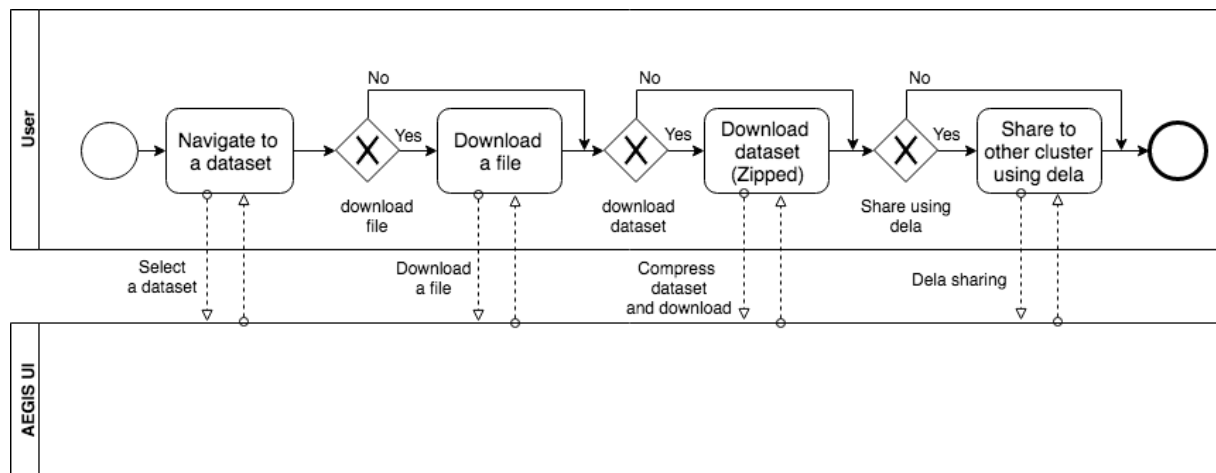 User
No
No
No
Navigate to
a dataset
Yes
Download
a file
Yes
Download
dataset
(Zipped)
Yes
Share to
other cluster
using dela
download
file
download
dataset
Share using
dela
Select
a dataset
Download
a file
Compress
dataset
and download
Dela sharing
AEGIS UI